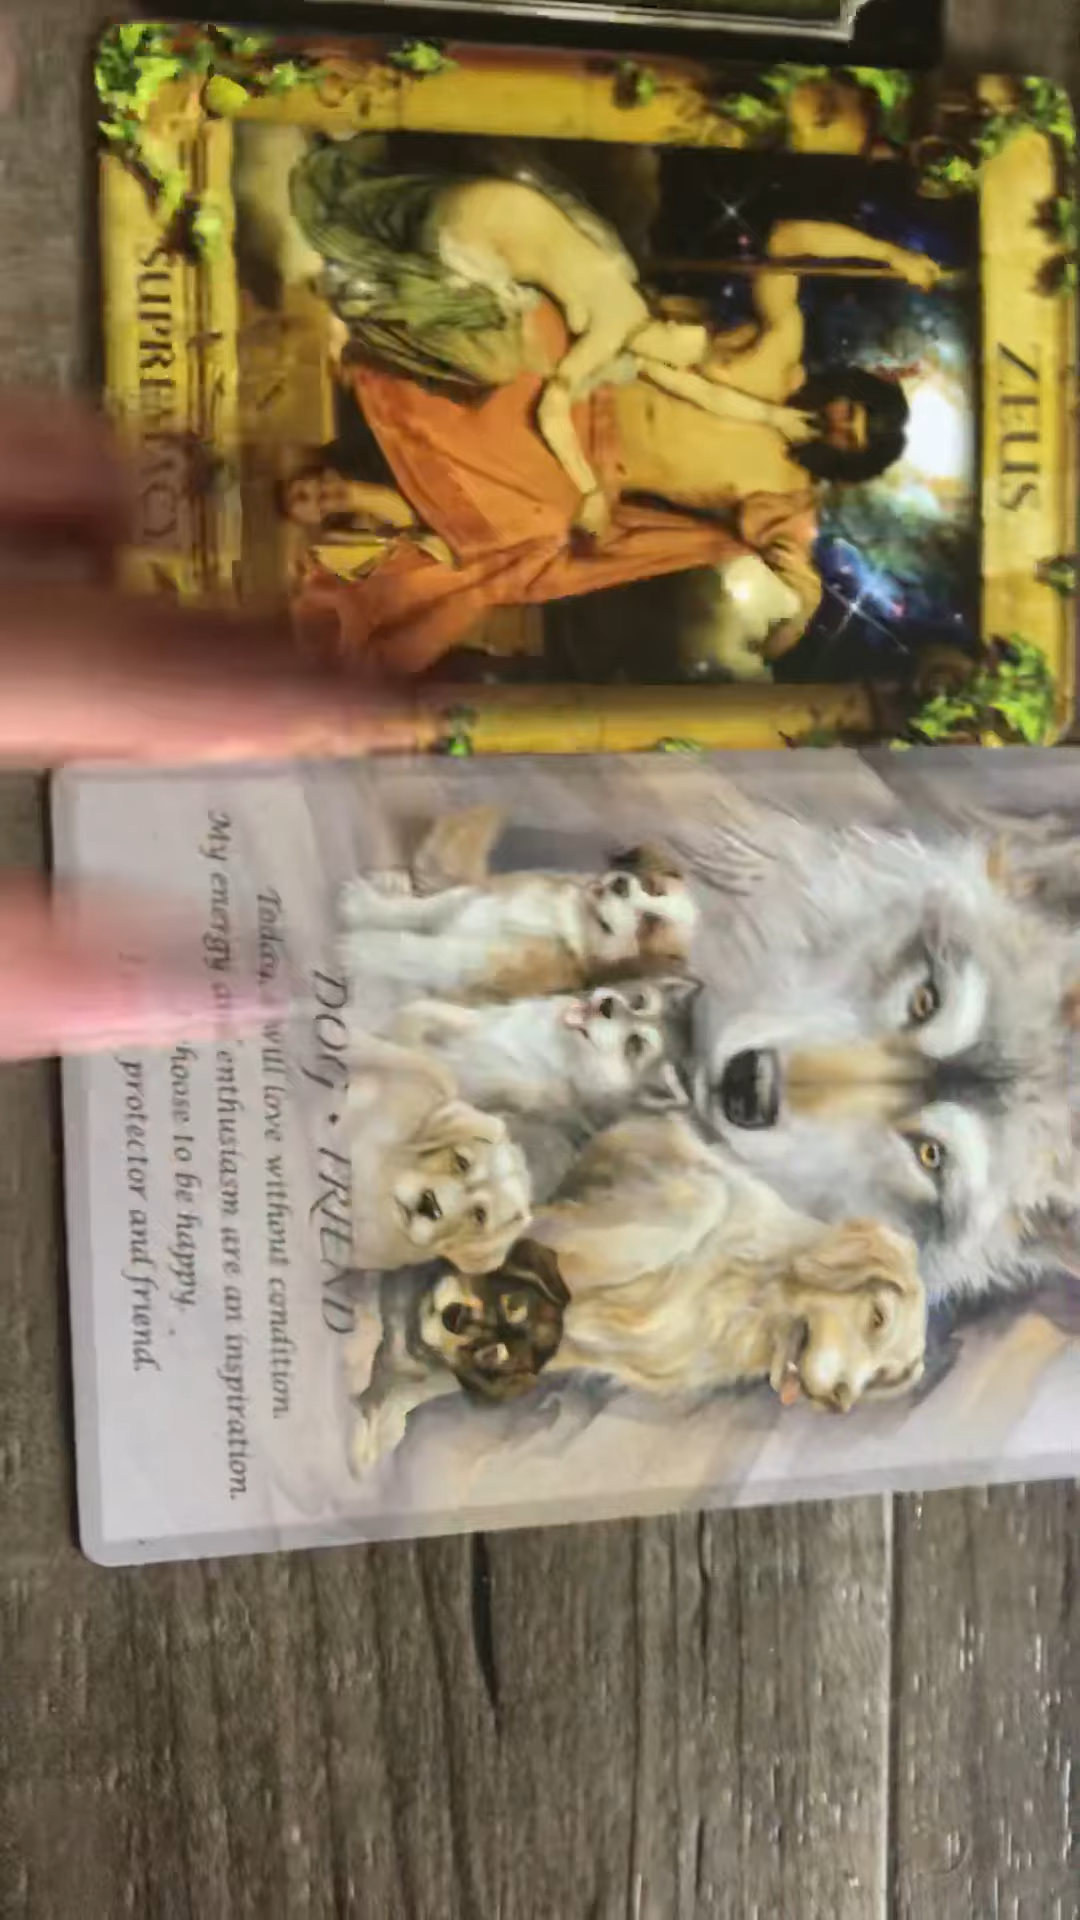 ZEUS
SUPREMACY
DOG • FRIEND
Today, I will love without condition.
My energy and enthusiasm are an inspiration.
choose to be happy.
protector and friend.